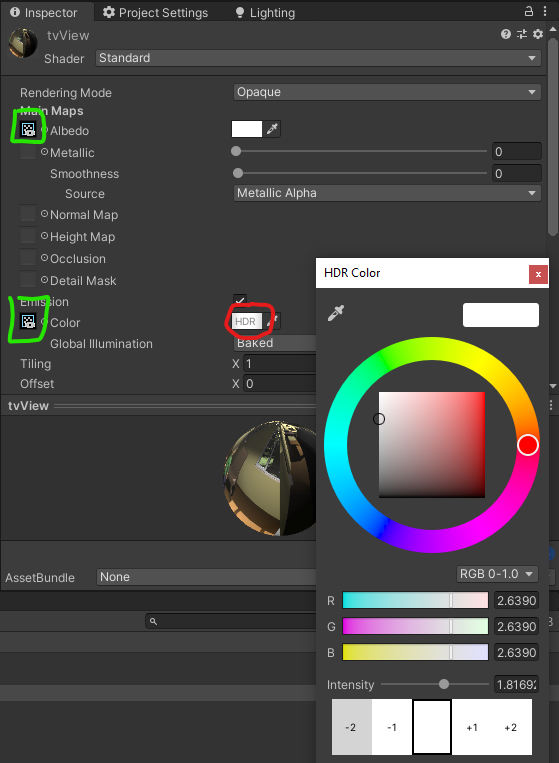 Inspector Project Settings Lighting
tvView
Shader Standard
Rendering Mode Opaque
Main Maps
Albedo
Metallic 0
Smoothness 0
Source Metallic Alpha
Normal Map
Height Map
Occlusion
Detail Mask
Emission
Color HDR
Global Illumination Baked
Tiling X 1
Offset X 0
tvView
AssetBundle None
3
HDR Color x
RGB 0-1.0
R 2.6390
G 2.6390
B 2.6390
Intensity 1.8169
-2 -1 +1 +2